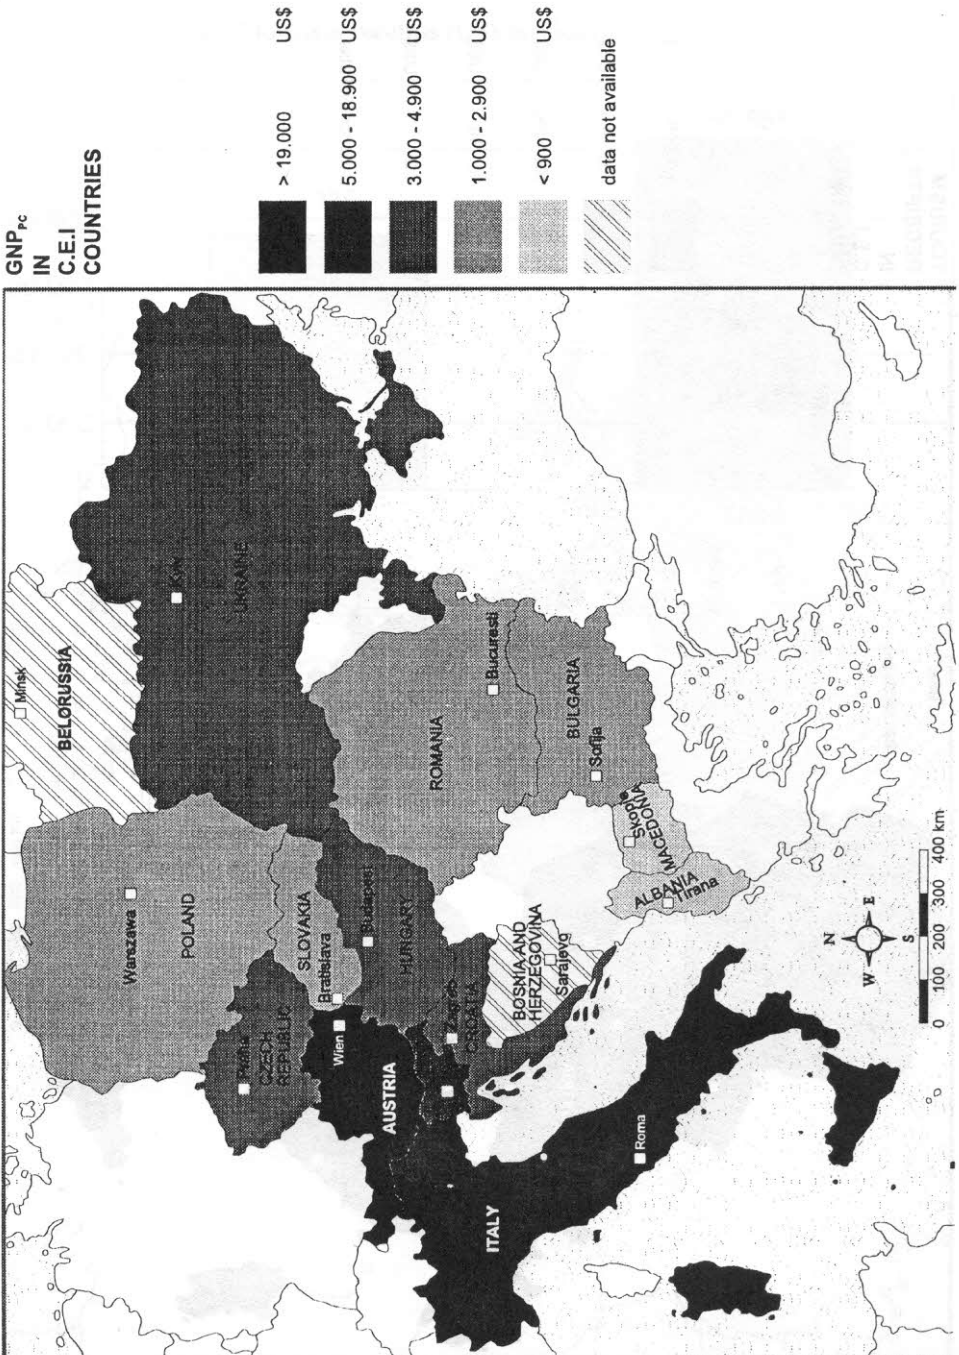 GNPPC
IN
C.E.I
COUNTRIES
> 19.000 US$
5.000 - 18.900 US$
3.000 - 4.900 US$
1.000 - 2.900 US$
< 900 US$
data not available
Minsk
BELORUSSIA
Kyiv
UKRAINE
Warszawa
POLAND
Praha
CZECH
REPUBLIC
SLOVAKIA
Bratislava
Wien
AUSTRIA
Budapest
HUNGARY
ROMANIA
Bucuresti
BULGARIA
Sofija
Zagreb
CROATIA
BOSNIA AND
HERZEGOVINA
Sarajevo
Skopje
MACEDONIA
ALBANIA
Tirana
ITALY
Roma
N
W
E
S
0 100 200 300 400 km